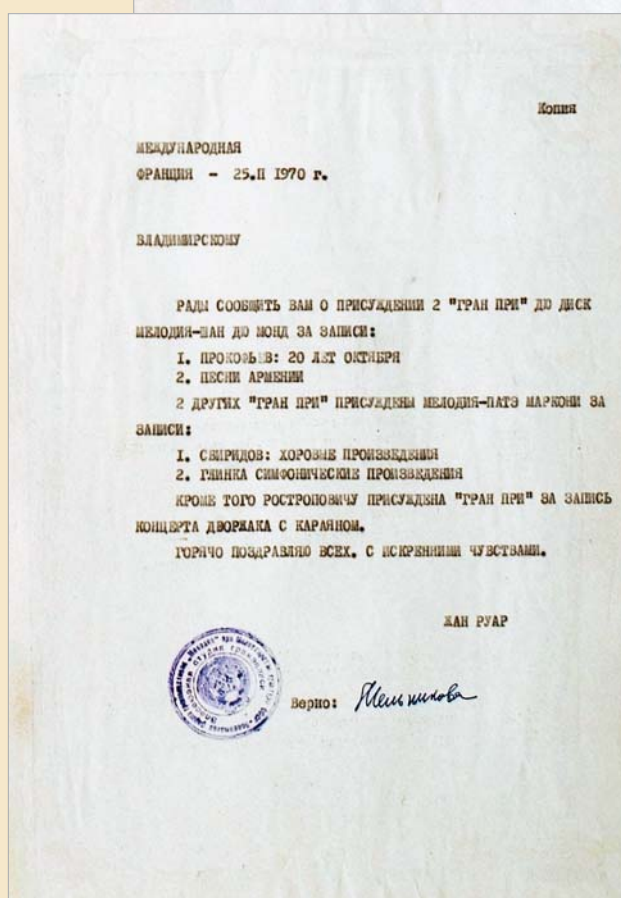 Копия
МЕЖДУНАРОДНАЯ
ФРАНЦИЯ - 25.II 1970 г.
ВЛАДИМИРСКОМУ
РАДЫ СООБЩИТЬ ВАМ О ПРИСУЖДЕНИИ 2 "ГРАН ПРИ" ДЮ ДИСК
МЕЛОДИЯ-ШАН ДЮ МОНД ЗА ЗАПИСИ:
I. ПРОКОФЬЕВ: 20 ЛЕТ ОКТЯБРЯ
2. ПЕСНИ АРМЕНИИ
2 ДРУГИХ "ГРАН ПРИ" ПРИСУЖДЕНЫ МЕЛОДИЯ-ПАТЭ МАРКОНИ ЗА
ЗАПИСИ:
I. СВИРИДОВ: ХОРОВЫЕ ПРОИЗВЕДЕНИЯ
2. ГЛИНКА СИМФОНИЧЕСКИЕ ПРОИЗВЕДЕНИЯ
КРОМЕ ТОГО РОСТРОПОВИЧУ ПРИСУЖДЕНА "ГРАН ПРИ" ЗА ЗАПИСЬ
КОНЦЕРТА ДВОРЖАКА С КАРАЯНОМ.
ГОРЯЧО ПОЗДРАВЛЯЮ ВСЕХ. С ИСКРЕННИМИ ЧУВСТВАМИ.
ЖАН РУАР
Верно: Мельникова